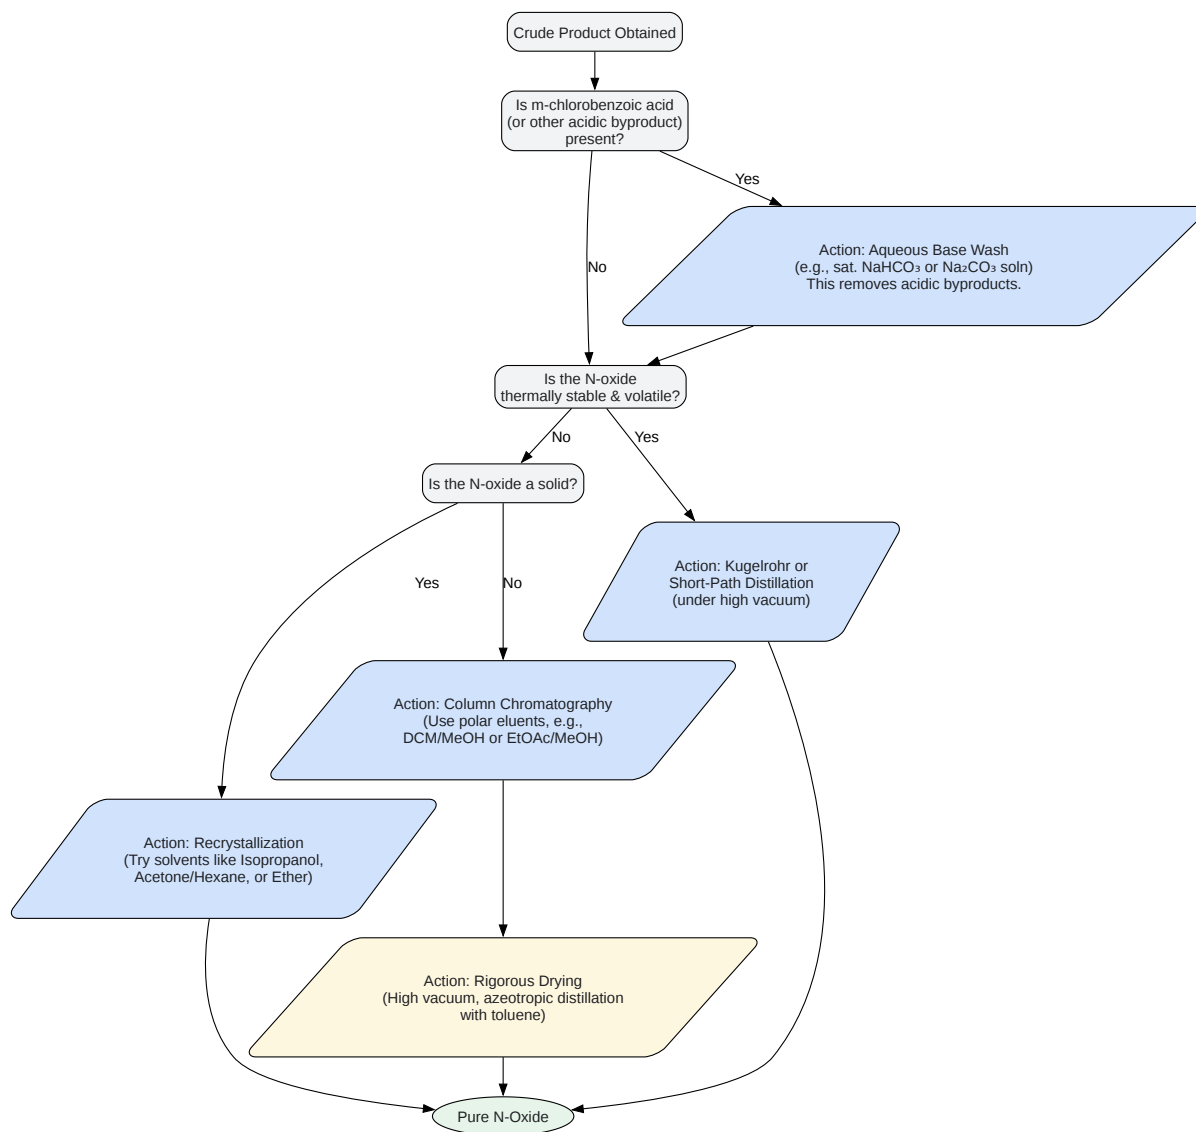 Crude Product Obtained
Is m-chlorobenzoic acid
(or other acidic byproduct)
present?
Yes
Action: Aqueous Base Wash
(e.g., sat. NaHCO₃ or Na₂CO₃ soln)
This removes acidic byproducts.
No
Is the N-oxide
thermally stable & volatile?
No
Yes
Is the N-oxide a solid?
Action: Kugelrohr or
Short-Path Distillation
(under high vacuum)
Yes
No
Action: Column Chromatography
(Use polar eluents, e.g.,
DCM/MeOH or EtOAc/MeOH)
Action: Recrystallization
(Try solvents like Isopropanol,
Acetone/Hexane, or Ether)
Action: Rigorous Drying
(High vacuum, azeotropic distillation
with toluene)
Pure N-Oxide